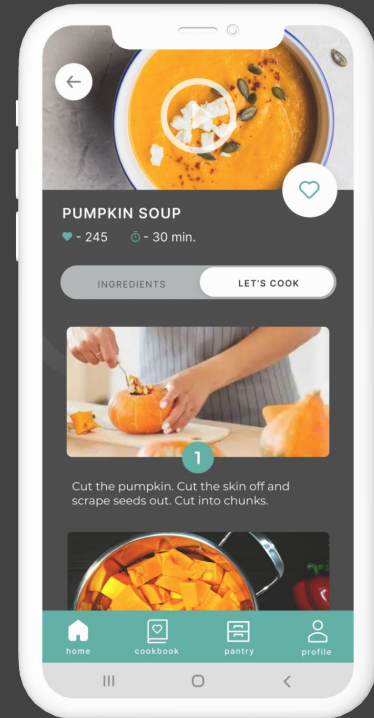 PUMPKIN SOUP
- 245 - 30 min.
INGREDIENTS LET'S COOK
1
Cut the pumpkin. Cut the skin off and
scrape seeds out. Cut into chunks.
home cookbook pantry profile